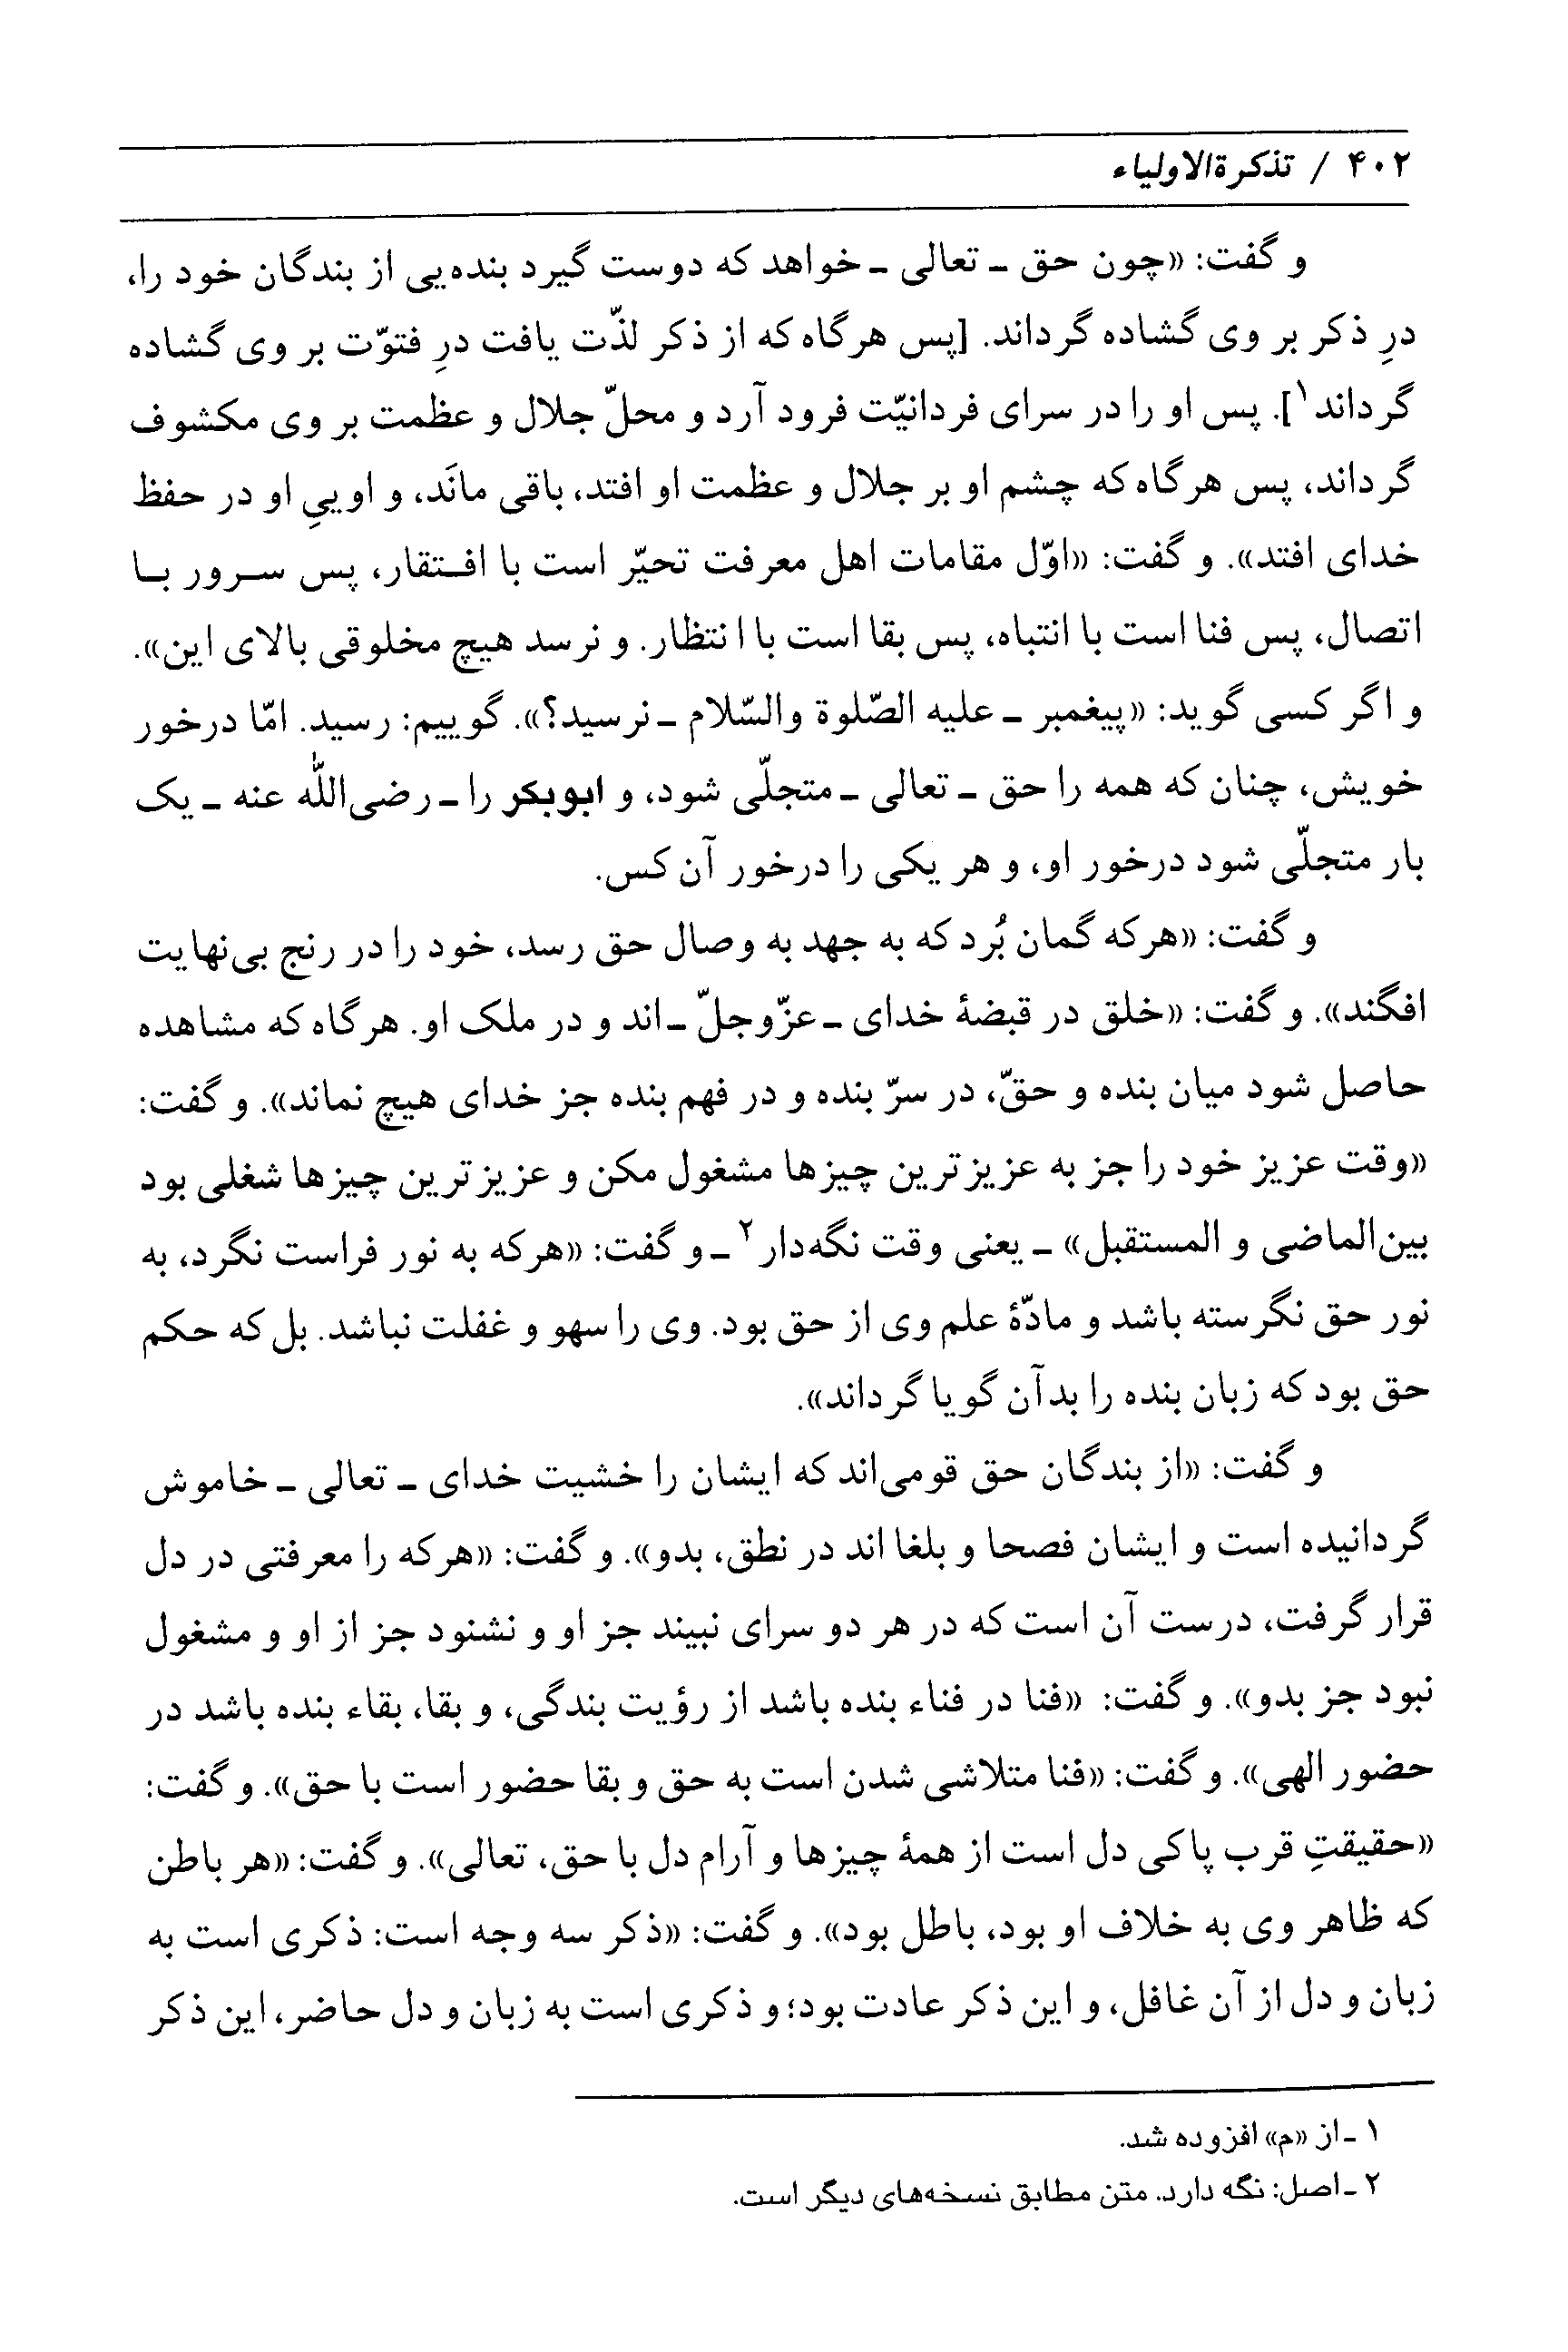 ۴۰۲ / تذکرةالاولیاء
و گفت: «چون حق ـ تعالی ـ خواهد که دوست گیرد بنده‌یی از بندگان خود را،
درِ ذکر بر وی گشاده گرداند. [پس هرگاه که از ذکر لذّت یافت درِ فتوّت بر وی گشاده
گرداند۱]. پس او را در سرای فردانیّت فرود آرد و محلّ جلال و عظمت بر وی مکشوف
گرداند، پس هرگاه که چشم او بر جلال و عظمت او افتد، باقی مانَد، و اوییِ او در حفظ
خدای افتد». و گفت: «اوّل مقامات اهل معرفت تحیّر است با افـتقار، پس سـرور بـا
اتصال، پس فنا است با انتباه، پس بقا است با انتظار. و نرسد هیچ مخلوقی بالای این».
و اگر کسی گوید: «پیغمبر ـ علیه الصّلوة والسّلام ـ نرسید؟». گوییم: رسید. امّا درخور
خویش، چنان که همه را حق ـ تعالی ـ متجلّی شود، و ابوبکر را ـ رضی‌اللّٰه عنه ـ یک
بار متجلّی شود درخور او، و هر یکی را درخور آن کس.
و گفت: «هرکه گمان بُرد که به جهد به وصال حق رسد، خود را در رنج بی‌نهایت
افگند». و گفت: «خلق در قبضهٔ خدای ـ عزّوجلّ ـ اند و در ملک او. هرگاه که مشاهده
حاصل شود میان بنده و حقّ، در سرّ بنده و در فهم بنده جز خدای هیچ نماند». و گفت:
«وقت عزیز خود را جز به عزیزترین چیزها مشغول مکن و عزیزترین چیزها شغلی بود
بین‌الماضی و المستقبل» ـ یعنی وقت نگه‌دار۲ ـ و گفت: «هرکه به نور فراست نگرد، به
نور حق نگرسته باشد و مادّهٔ علم وی از حق بود. وی را سهو و غفلت نباشد. بل که حکم
حق بود که زبان بنده را بدآن گویا گرداند».
و گفت: «از بندگان حق قومی‌اند که ایشان را خشیت خدای ـ تعالی ـ خاموش
گردانیده است و ایشان فصحا و بلغا اند در نطق، بدو». و گفت: «هرکه را معرفتی در دل
قرار گرفت، درست آن است که در هر دو سرای نبیند جز او و نشنود جز از او و مشغول
نبود جز بدو». و گفت: «فنا در فناء بنده باشد از رؤیت بندگی، و بقا، بقاء بنده باشد در
حضور الهی». و گفت: «فنا متلاشی شدن است به حق و بقا حضور است با حق». و گفت:
«حقیقتِ قرب پاکی دل است از همهٔ چیزها و آرام دل با حق، تعالی». و گفت: «هر باطن
که ظاهر وی به خلاف او بود، باطل بود». و گفت: «ذکر سه وجه است: ذکری است به
زبان و دل از آن غافل، و این ذکر عادت بود؛ و ذکری است به زبان و دل حاضر، این ذکر
۱ ـ از «م» افزوده شد.
۲ ـ اصل: نگه دارد. متن مطابق نسخه‌های دیگر است.